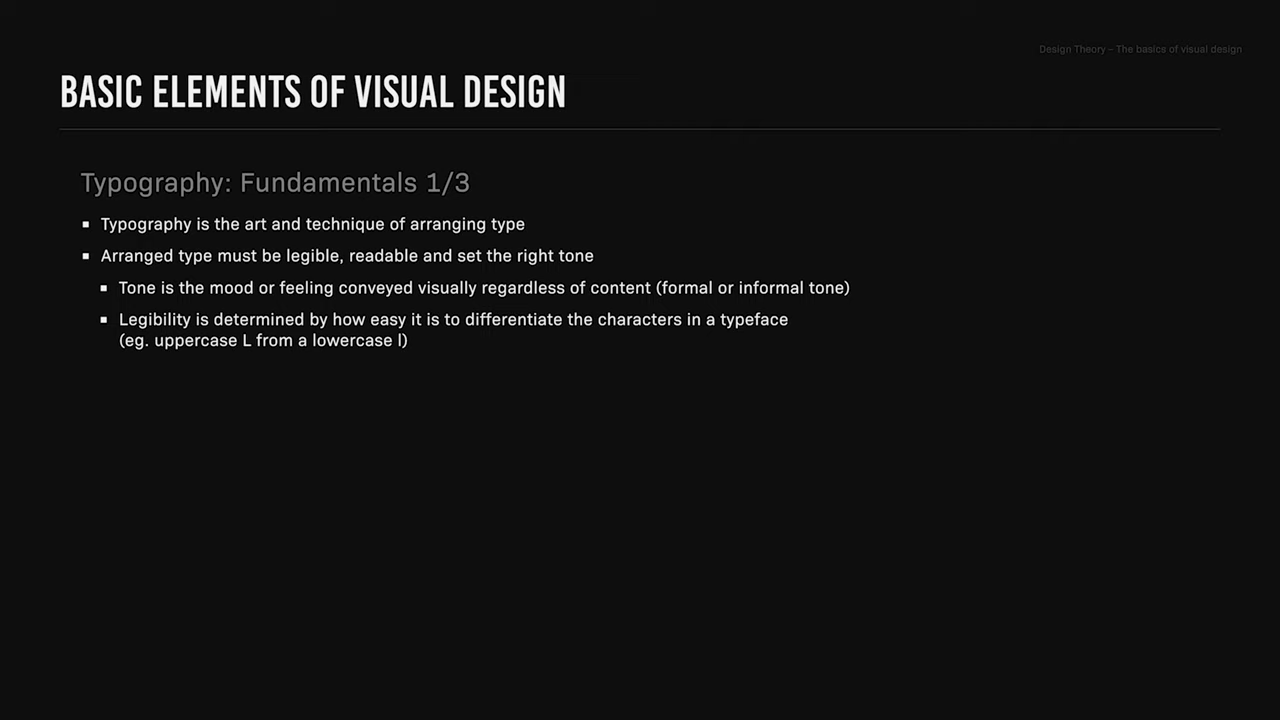 Design Theory – The basics of visual design
BASIC ELEMENTS OF VISUAL DESIGN
Typography: Fundamentals 1/3
▪ Typography is the art and technique of arranging type
▪ Arranged type must be legible, readable and set the right tone
▪ Tone is the mood or feeling conveyed visually regardless of content (formal or informal tone)
▪ Legibility is determined by how easy it is to differentiate the characters in a typeface
(eg. uppercase L from a lowercase l)